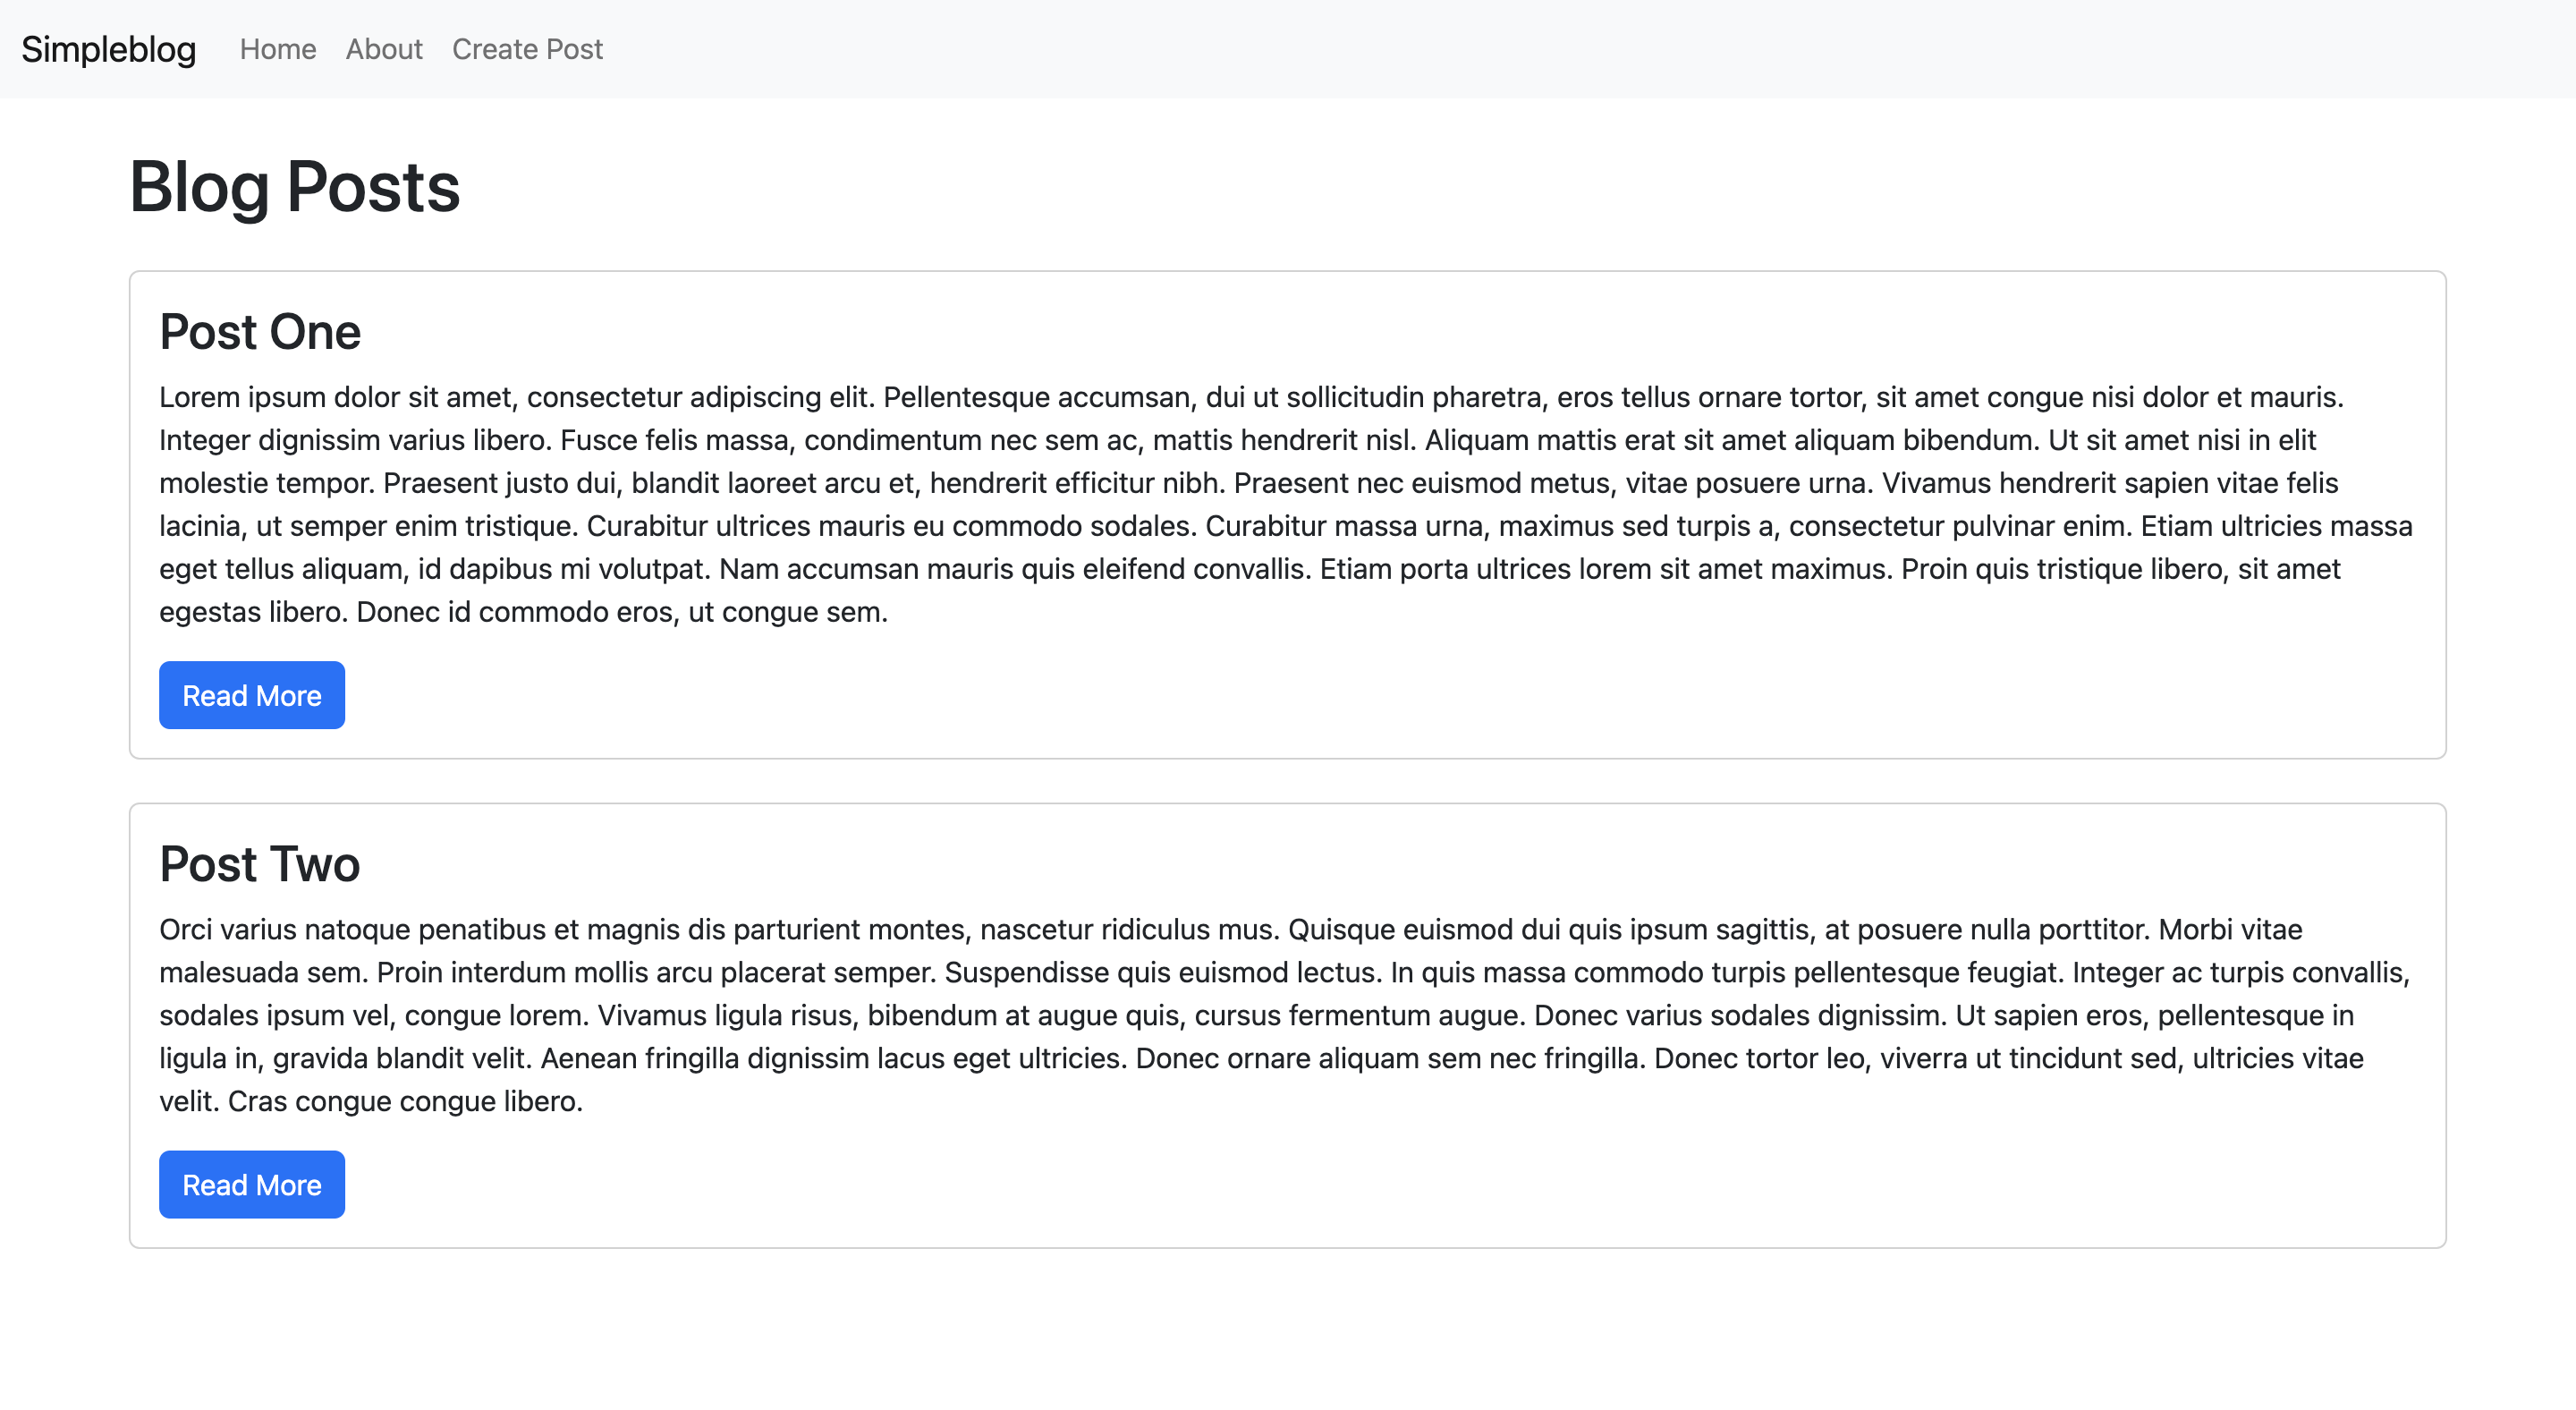 Simpleblog Home About Create Post
Blog Posts
Post One
Lorem ipsum dolor sit amet, consectetur adipiscing elit. Pellentesque accumsan, dui ut sollicitudin pharetra, eros tellus ornare tortor, sit amet congue nisi dolor et mauris.
Integer dignissim varius libero. Fusce felis massa, condimentum nec sem ac, mattis hendrerit nisl. Aliquam mattis erat sit amet aliquam bibendum. Ut sit amet nisi in elit
molestie tempor. Praesent justo dui, blandit laoreet arcu et, hendrerit efficitur nibh. Praesent nec euismod metus, vitae posuere urna. Vivamus hendrerit sapien vitae felis
lacinia, ut semper enim tristique. Curabitur ultrices mauris eu commodo sodales. Curabitur massa urna, maximus sed turpis a, consectetur pulvinar enim. Etiam ultricies massa
eget tellus aliquam, id dapibus mi volutpat. Nam accumsan mauris quis eleifend convallis. Etiam porta ultrices lorem sit amet maximus. Proin quis tristique libero, sit amet
egestas libero. Donec id commodo eros, ut congue sem.
Read More
Post Two
Orci varius natoque penatibus et magnis dis parturient montes, nascetur ridiculus mus. Quisque euismod dui quis ipsum sagittis, at posuere nulla porttitor. Morbi vitae
malesuada sem. Proin interdum mollis arcu placerat semper. Suspendisse quis euismod lectus. In quis massa commodo turpis pellentesque feugiat. Integer ac turpis convallis,
sodales ipsum vel, congue lorem. Vivamus ligula risus, bibendum at augue quis, cursus fermentum augue. Donec varius sodales dignissim. Ut sapien eros, pellentesque in
ligula in, gravida blandit velit. Aenean fringilla dignissim lacus eget ultricies. Donec ornare aliquam sem nec fringilla. Donec tortor leo, viverra ut tincidunt sed, ultricies vitae
velit. Cras congue congue libero.
Read More